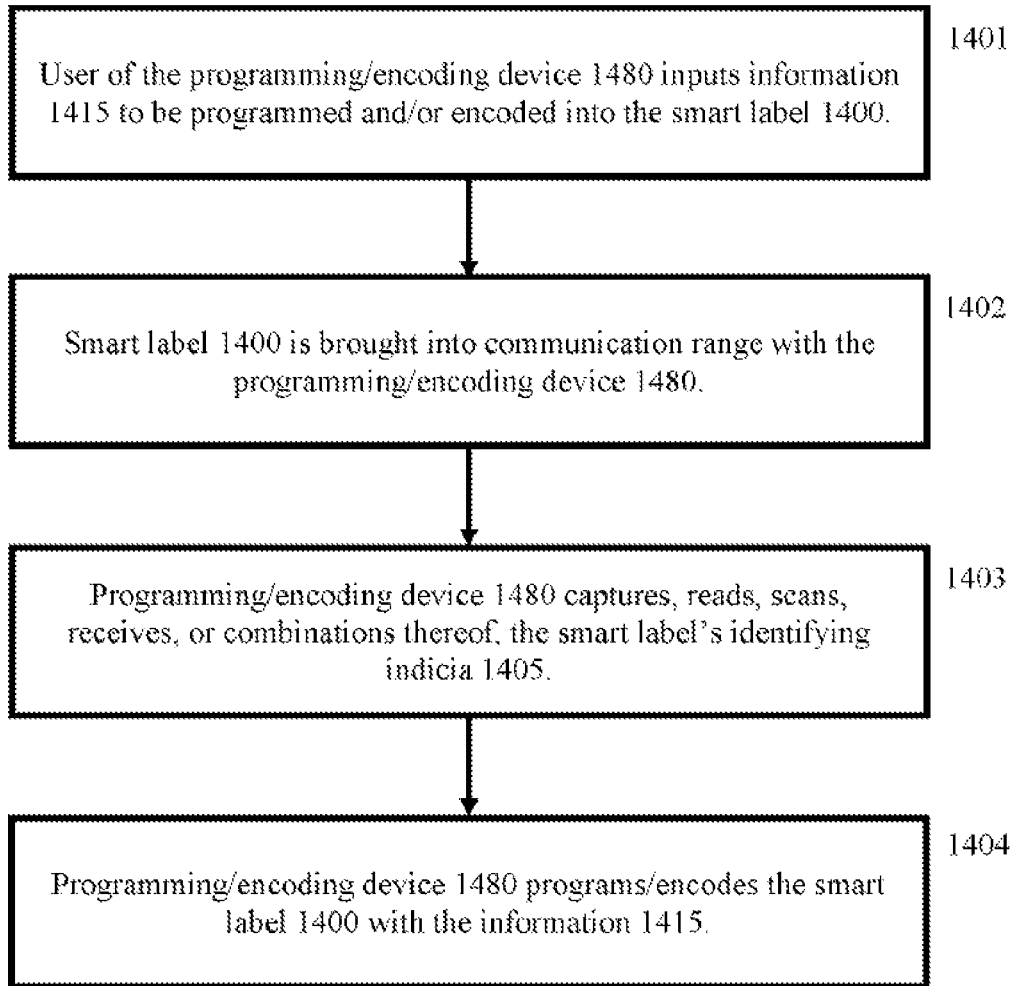 1401
User of the programming/encoding device 1480 inputs information
1415 to be programmed and/or encoded into the smart label 1400.
1402
Smart label 1400 is brought into communication range with the
programming/encoding device 1480.
1403
Programming/encoding device 1480 captures, reads, scans,
receives, or combinations thereof, the smart label's identifying
indicia 1405.
1404
Programming/encoding device 1480 programs/encodes the smart
label 1400 with the information 1415.